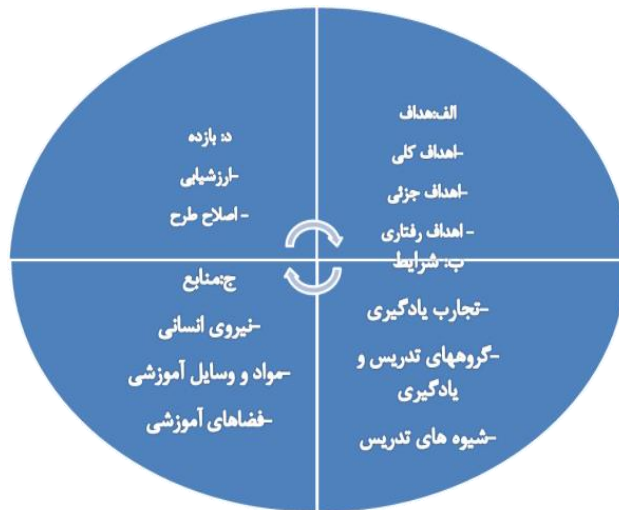 الف:هداف
-اهداف کلی
-اهداف جزئی
- اهداف رفتاری
ب: شرایط
-تجارب یادگیری
-گروههای تدریس و
یادگیری
-شیوه های تدریس
ج:منابع
-نیروی انسانی
-مواد و وسایل آموزشی
-فضاهای آموزشی
د: بازده
-ارزشیابی
- اصلاح طرح